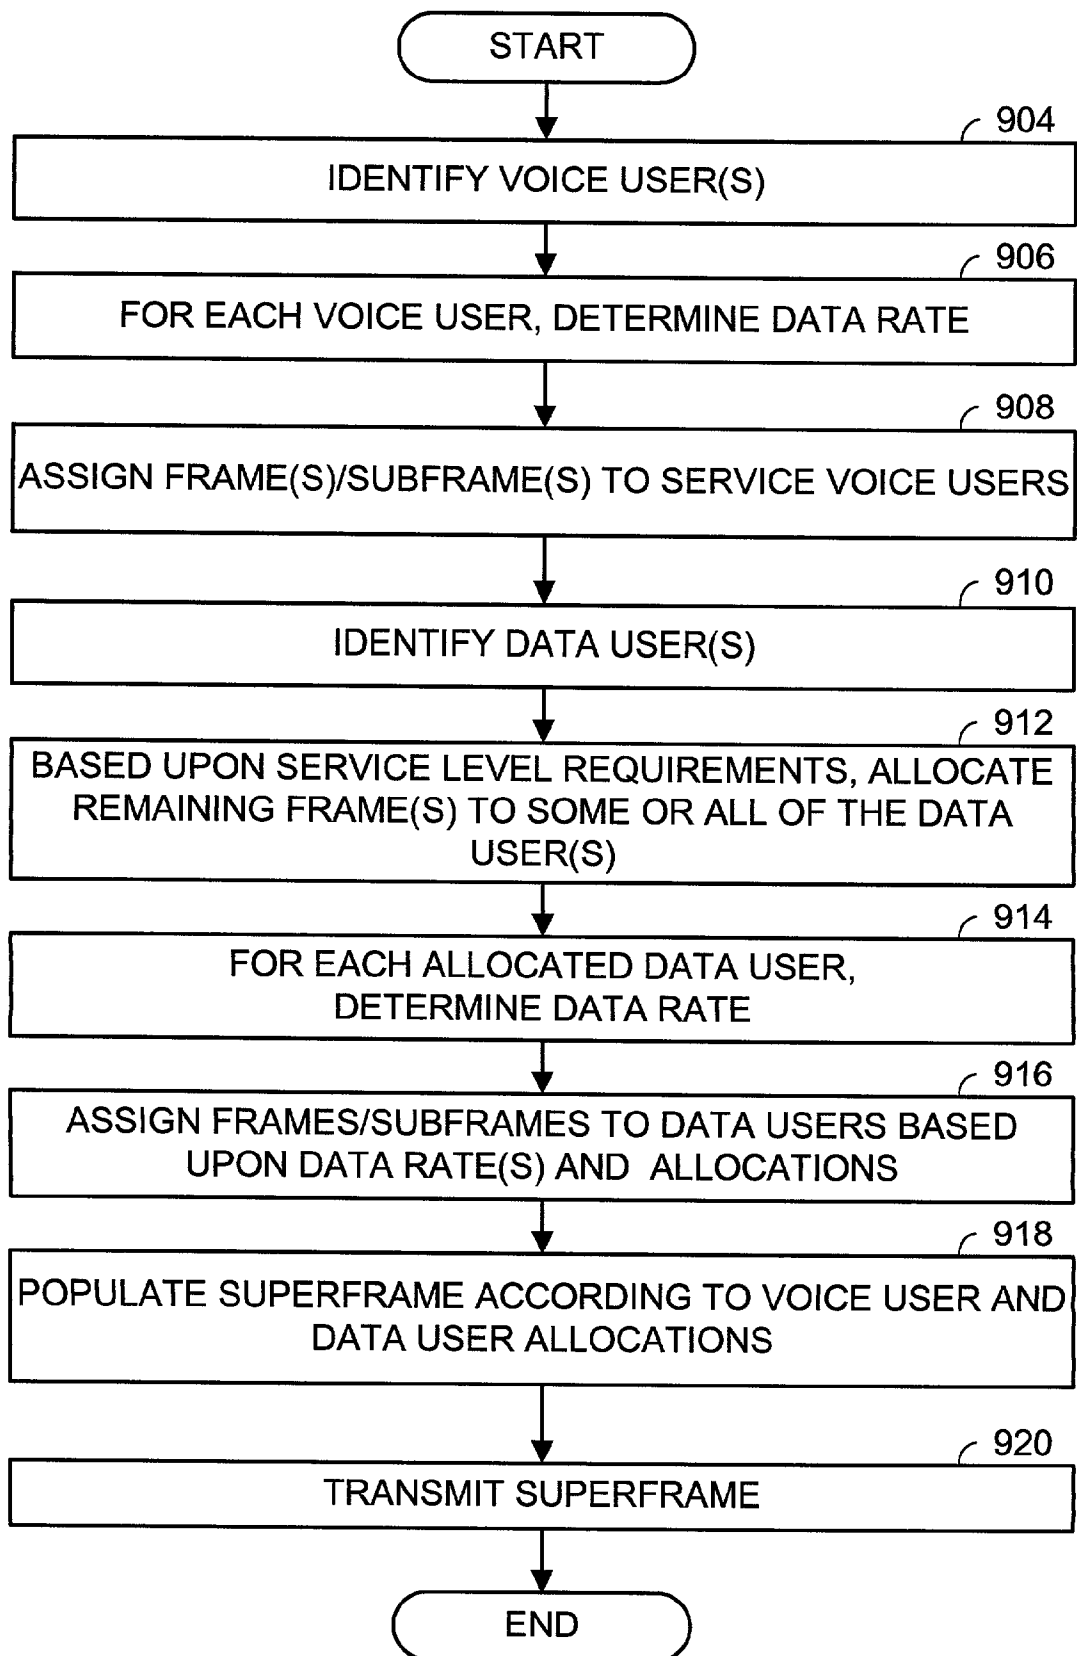 START
904
IDENTIFY VOICE USER(S)
906
FOR EACH VOICE USER, DETERMINE DATA RATE
908
ASSIGN FRAME(S)/SUBFRAME(S) TO SERVICE VOICE USERS
910
IDENTIFY DATA USER(S)
912
BASED UPON SERVICE LEVEL REQUIREMENTS, ALLOCATE
REMAINING FRAME(S) TO SOME OR ALL OF THE DATA
USER(S)
914
FOR EACH ALLOCATED DATA USER,
DETERMINE DATA RATE
916
ASSIGN FRAMES/SUBFRAMES TO DATA USERS BASED
UPON DATA RATE(S) AND ALLOCATIONS
918
POPULATE SUPERFRAME ACCORDING TO VOICE USER AND
DATA USER ALLOCATIONS
920
TRANSMIT SUPERFRAME
END